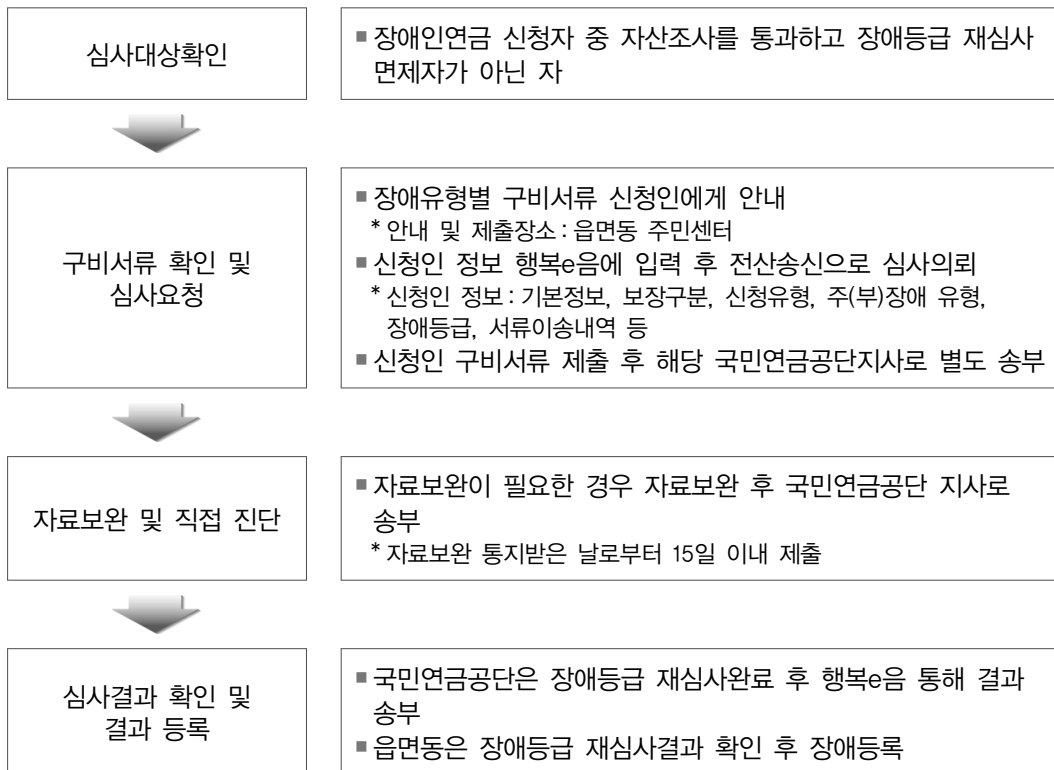 심사대상확인
■ 장애인연금 신청자 중 자산조사를 통과하고 장애등급 재심사
면제자가 아닌 자
구비서류 확인 및
심사요청
■ 장애유형별 구비서류 신청인에게 안내
* 안내 및 제출장소 : 읍면동 주민센터
■ 신청인 정보 행복e음에 입력 후 전산송신으로 심사의뢰
* 신청인 정보 : 기본정보, 보장구분, 신청유형, 주(부)장애 유형,
장애등급, 서류이송내역 등
■ 신청인 구비서류 제출 후 해당 국민연금공단지사로 별도 송부
자료보완 및 직접 진단
■ 자료보완이 필요한 경우 자료보완 후 국민연금공단 지사로
송부
* 자료보완 통지받은 날로부터 15일 이내 제출
심사결과 확인 및
결과 등록
■ 국민연금공단은 장애등급 재심사완료 후 행복e음 통해 결과
송부
■ 읍면동은 장애등급 재심사결과 확인 후 장애등록